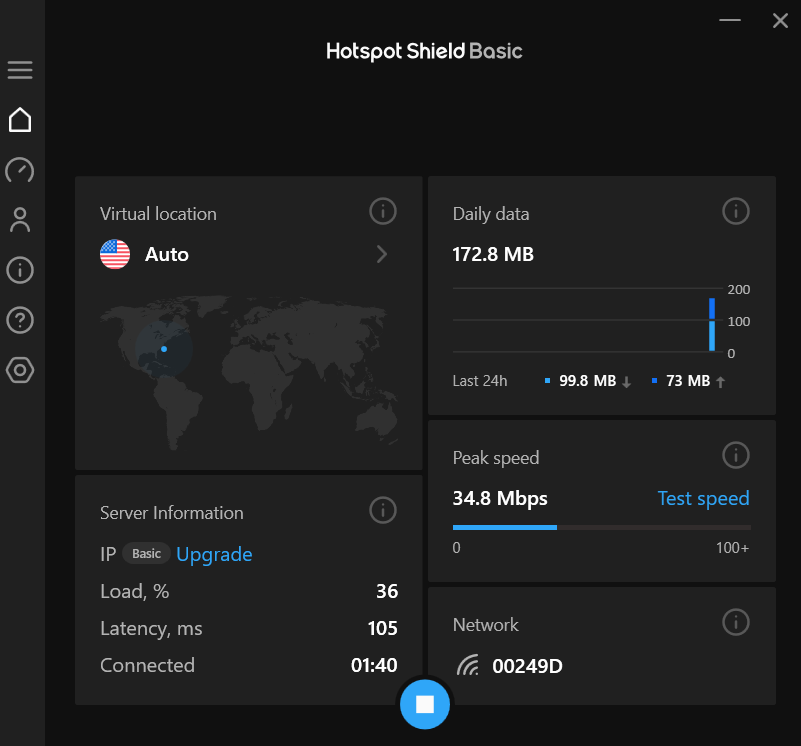 Hotspot Shield Basic
Virtual location
Auto
Daily data
172.8 MB
200
100
0
Last 24h 99.8 MB 73 MB
Peak speed
34.8 Mbps Test speed
0 100+
Server Information
IP Basic Upgrade
Load, % 36
Latency, ms 105
Connected 01:40
Network
00249D